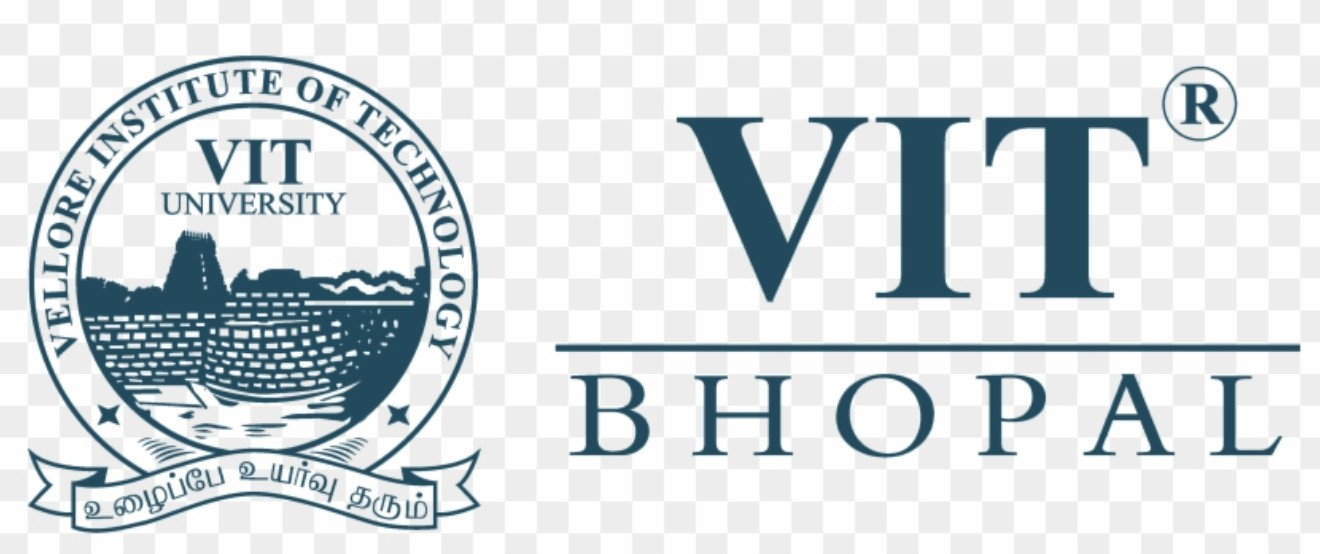 VELLORE INSTITUTE OF TECHNOLOGY
VIT
UNIVERSITY
உழைப்பே உயர்வு தரும்
VIT®
BHOPAL